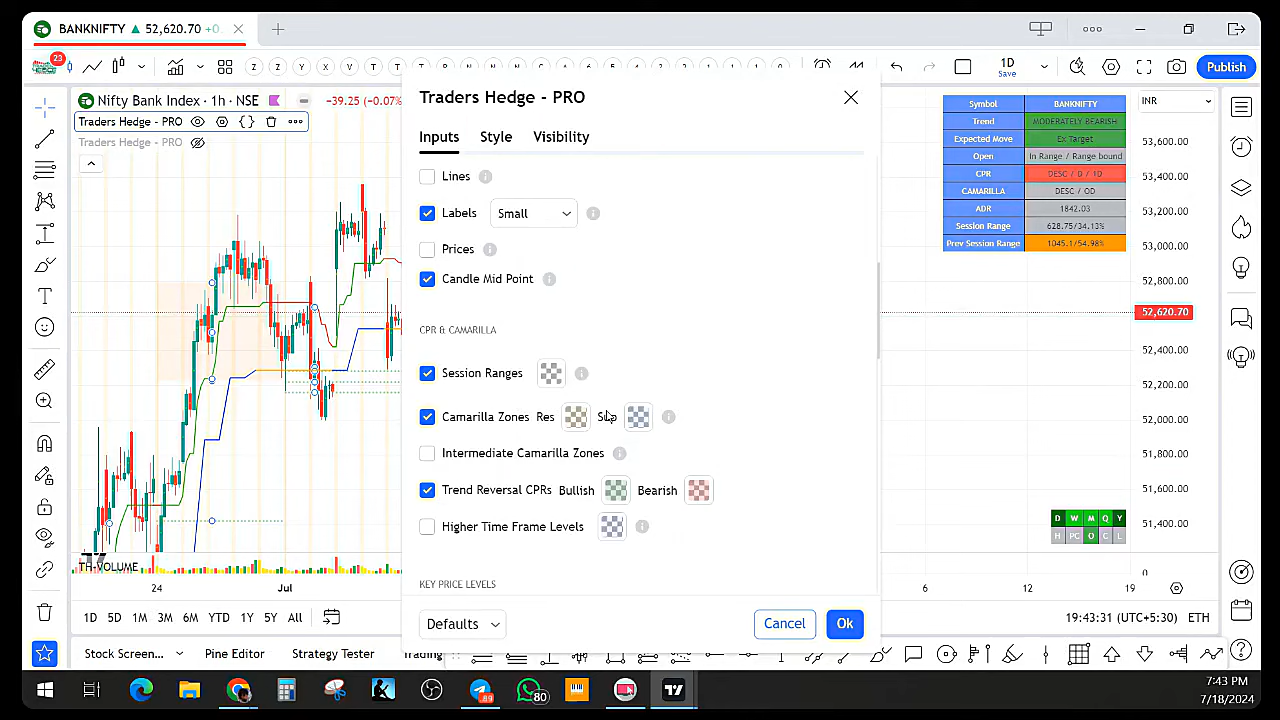 BANKNIFTY ▲ 52,620.70 +0.
23
1D
Save
Publish
Nifty Bank Index · 1h · NSE
-39.25 (-0.07%
Traders Hedge - PRO
Traders Hedge - PRO
Traders Hedge - PRO
Inputs Style Visibility
Lines
Labels Small
Prices
Candle Mid Point
CPR & CAMARILLA
Session Ranges
Camarilla Zones Res Sup
Intermediate Camarilla Zones
Trend Reversal CPRs Bullish Bearish
Higher Time Frame Levels
KEY PRICE LEVELS
Defaults Cancel Ok
Symbol BANKNIFTY
Trend MODERATELY BEARISH
Expected Move Ex Target
Open In Range / Range bound
CPR DESC / D / 1D
CAMARILLA DESC / OD
ADR 1842.03
Session Range 628.75/34.13%
Prev Session Range 1045.1/54.98%
INR
53,600.00
53,400.00
53,200.00
53,000.00
52,800.00
52,620.70
52,400.00
52,200.00
52,000.00
51,800.00
51,600.00
51,400.00
0
D W M Q Y
H PC O C L
TH-VOLUME
24 Jul 6 12 19
1D 5D 1M 3M 6M YTD 1Y 5Y All
19:43:31 (UTC+5:30) ETH
Stock Screen... Pine Editor Strategy Tester Trading
89
80
7:43 PM
7/18/2024